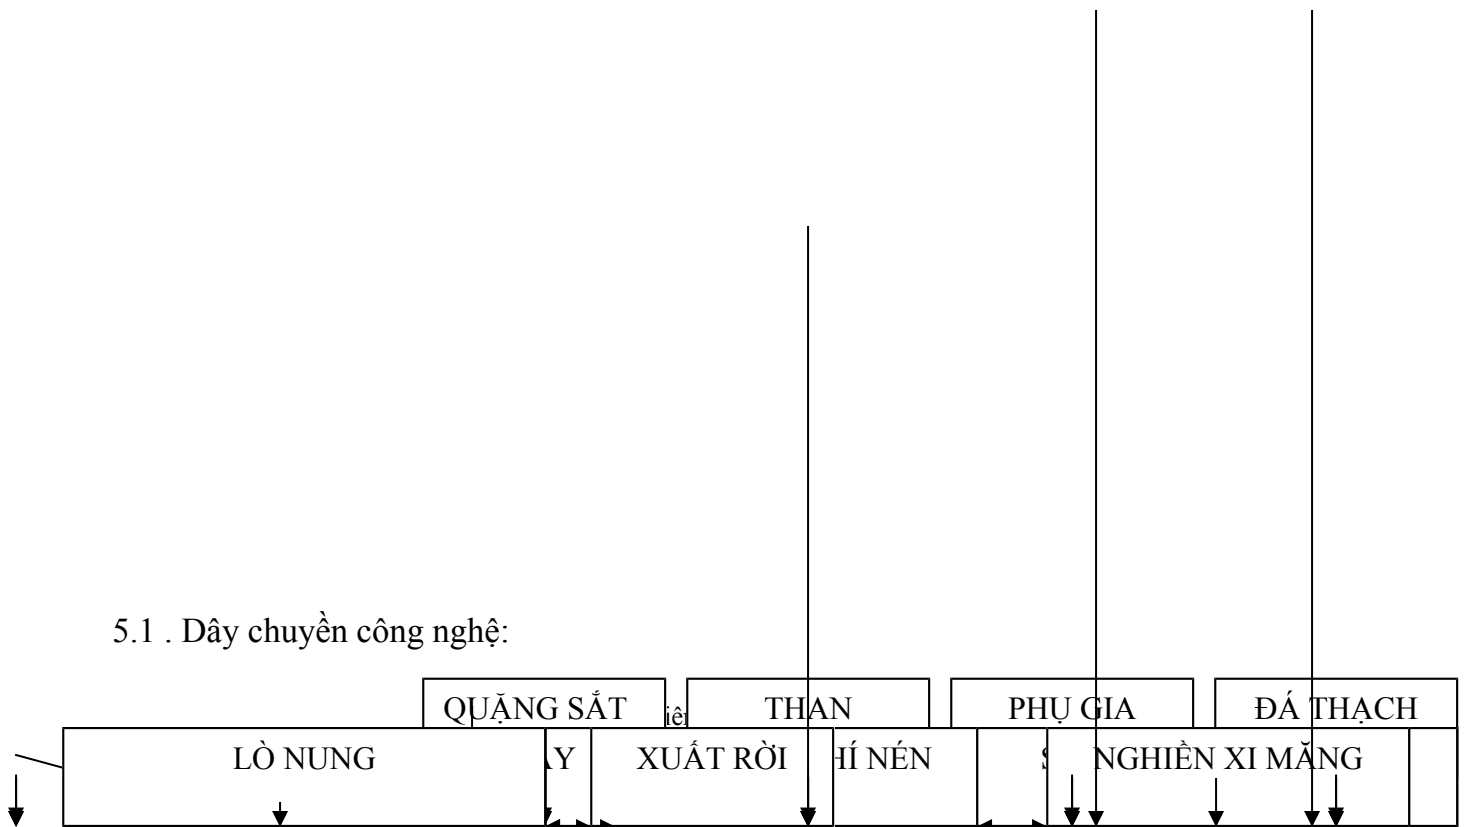 5.1 . Dây chuyền công nghệ:
QUẶNG SẮT THAN PHỤ GIA ĐÁ THẠCH
LÒ NUNG XUẤT RỜI NÉN NGHIỀN XI MĂNG